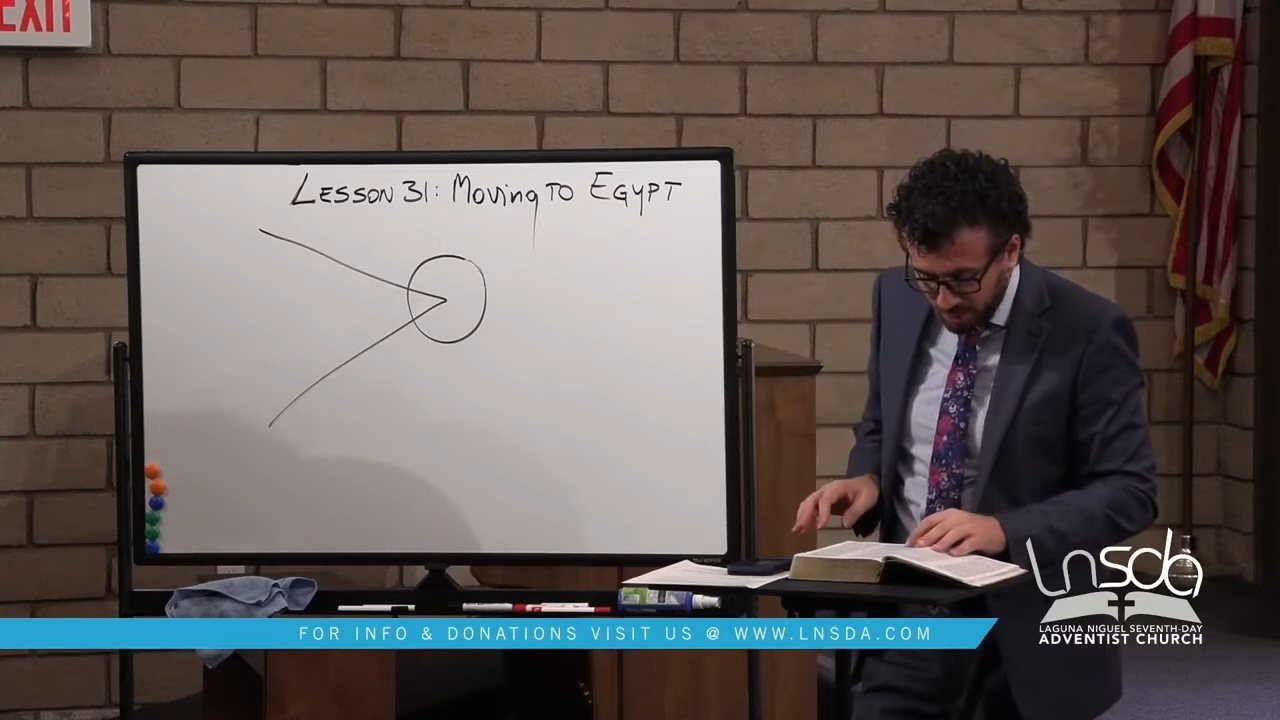 EXIT
LESSON 31: MOVING TO EGYPT
FOR INFO & DONATIONS VISIT US @ WWW.LNSDA.COM
LNSDA
LAGUNA NIGUEL SEVENTH-DAY
ADVENTIST CHURCH